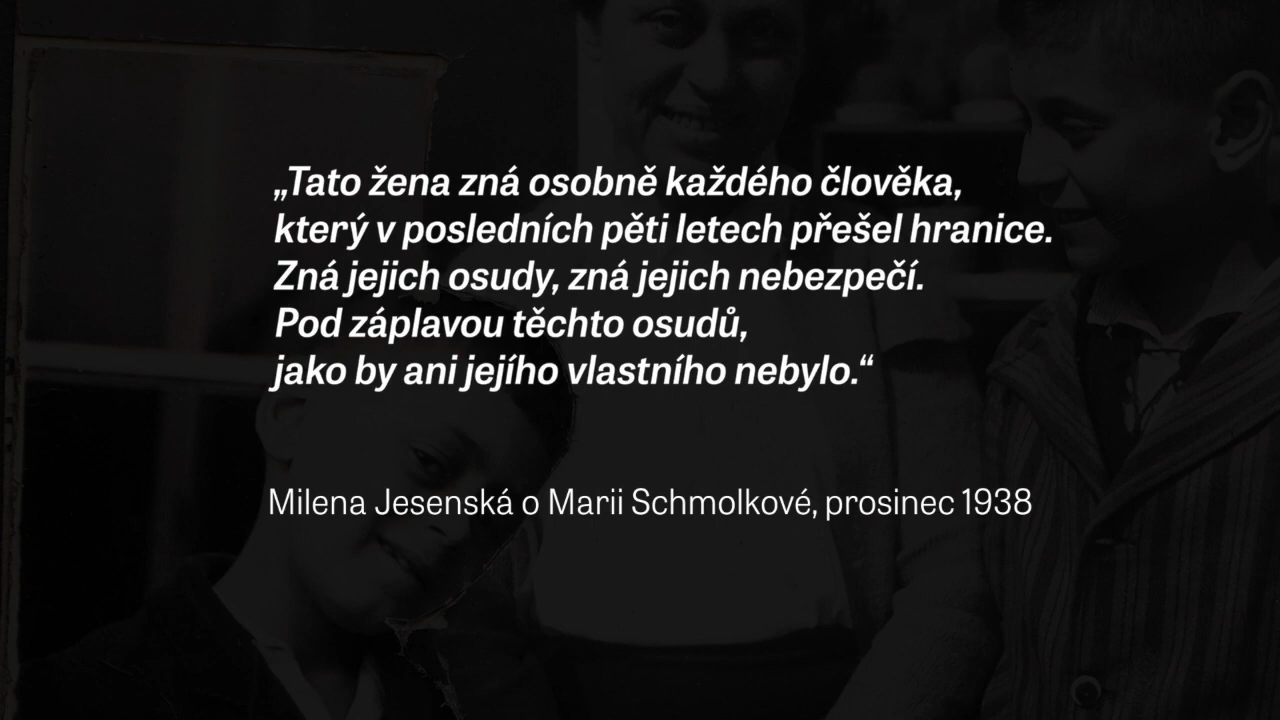 „Tato žena zná osobně každého člověka,
který v posledních pěti letech přešel hranice.
Zná jejich osudy, zná jejich nebezpečí.
Pod záplavou těchto osudů,
jako by ani jejího vlastního nebylo.“
Milena Jesenská o Marii Schmolkové, prosinec 1938